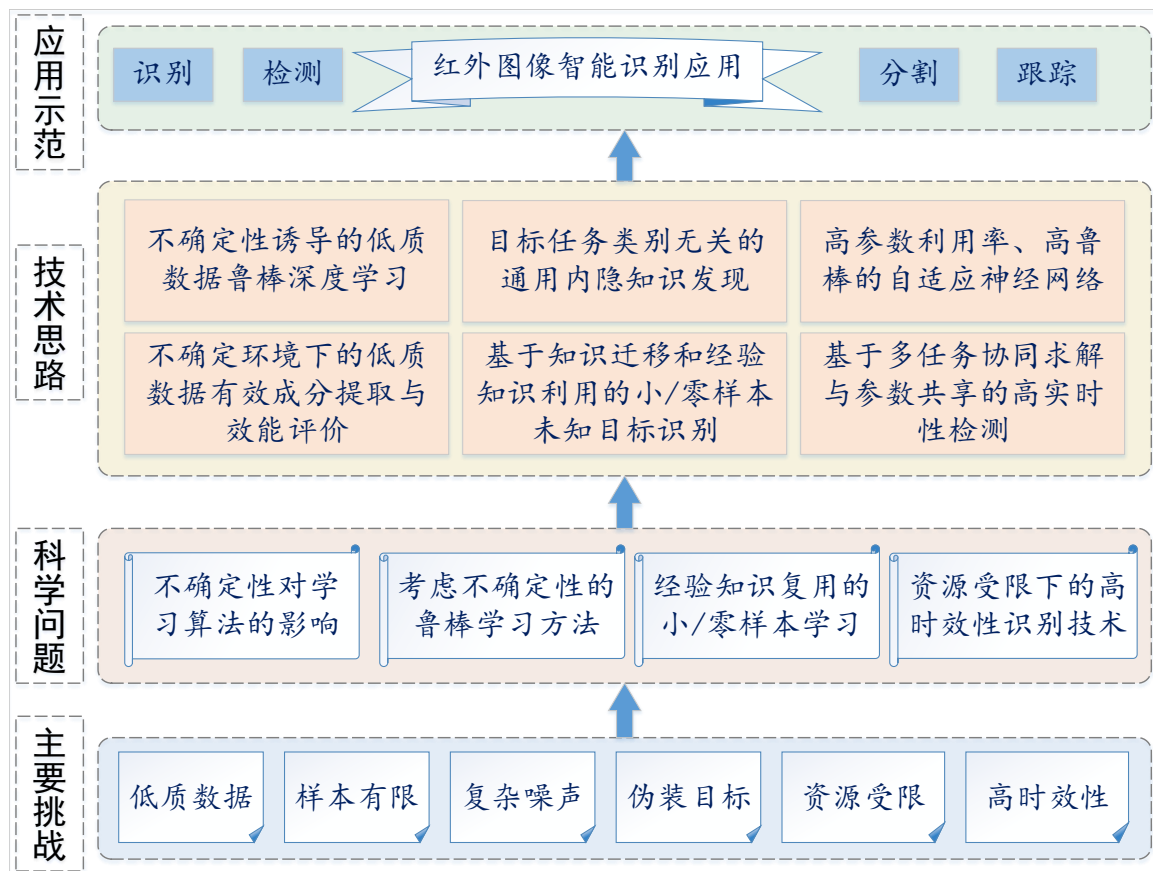 应用示范
识别
检测
红外图像智能识别应用
分割
跟踪
技术思路
不确定性诱导的低质
数据鲁棒深度学习
目标任务类别无关的
通用内隐知识发现
高参数利用率、高鲁
棒的自适应神经网络
不确定环境下的低质
数据有效成分提取与
效能评价
基于知识迁移和经验
知识利用的小/零样本
未知目标识别
基于多任务协同求解
与参数共享的高实时
性检测
科学问题
不确定性对学
习算法的影响
考虑不确定性的
鲁棒学习方法
经验知识复用的
小/零样本学习
资源受限下的高
时效性识别技术
主要挑战
低质数据
样本有限
复杂噪声
伪装目标
资源受限
高时效性